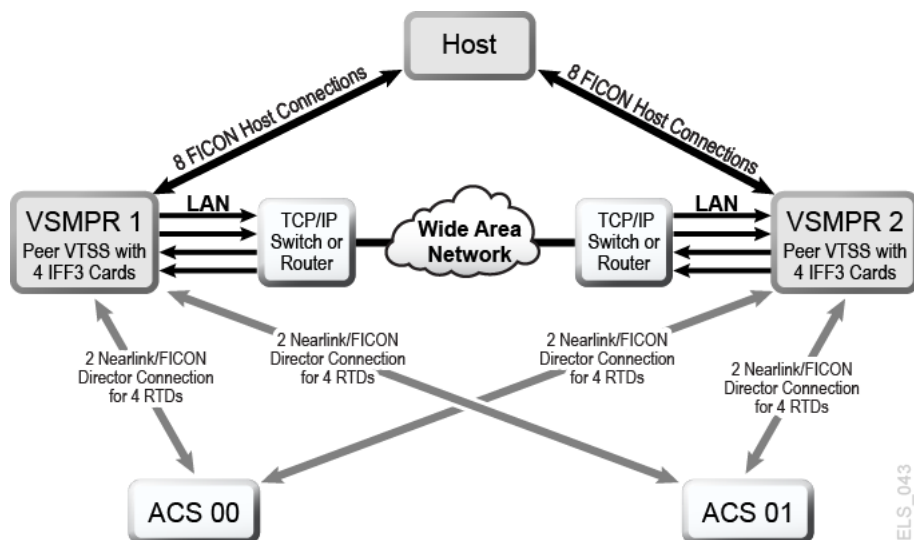 Host
8 FICON Host Connections
8 FICON Host Connections
VSMPR 1
Peer VTSS with
4 IFF3 Cards
LAN
TCP/IP
Switch or
Router
Wide Area
Network
TCP/IP
Switch or
Router
LAN
VSMPR 2
Peer VTSS with
4 IFF3 Cards
2 Nearlink/FICON
Director Connection
for 4 RTDs
2 Nearlink/FICON
Director Connection
for 4 RTDs
2 Nearlink/FICON
Director Connection
for 4 RTDs
2 Nearlink/FICON
Director Connection
for 4 RTDs
ACS 00
ACS 01
ELS_043